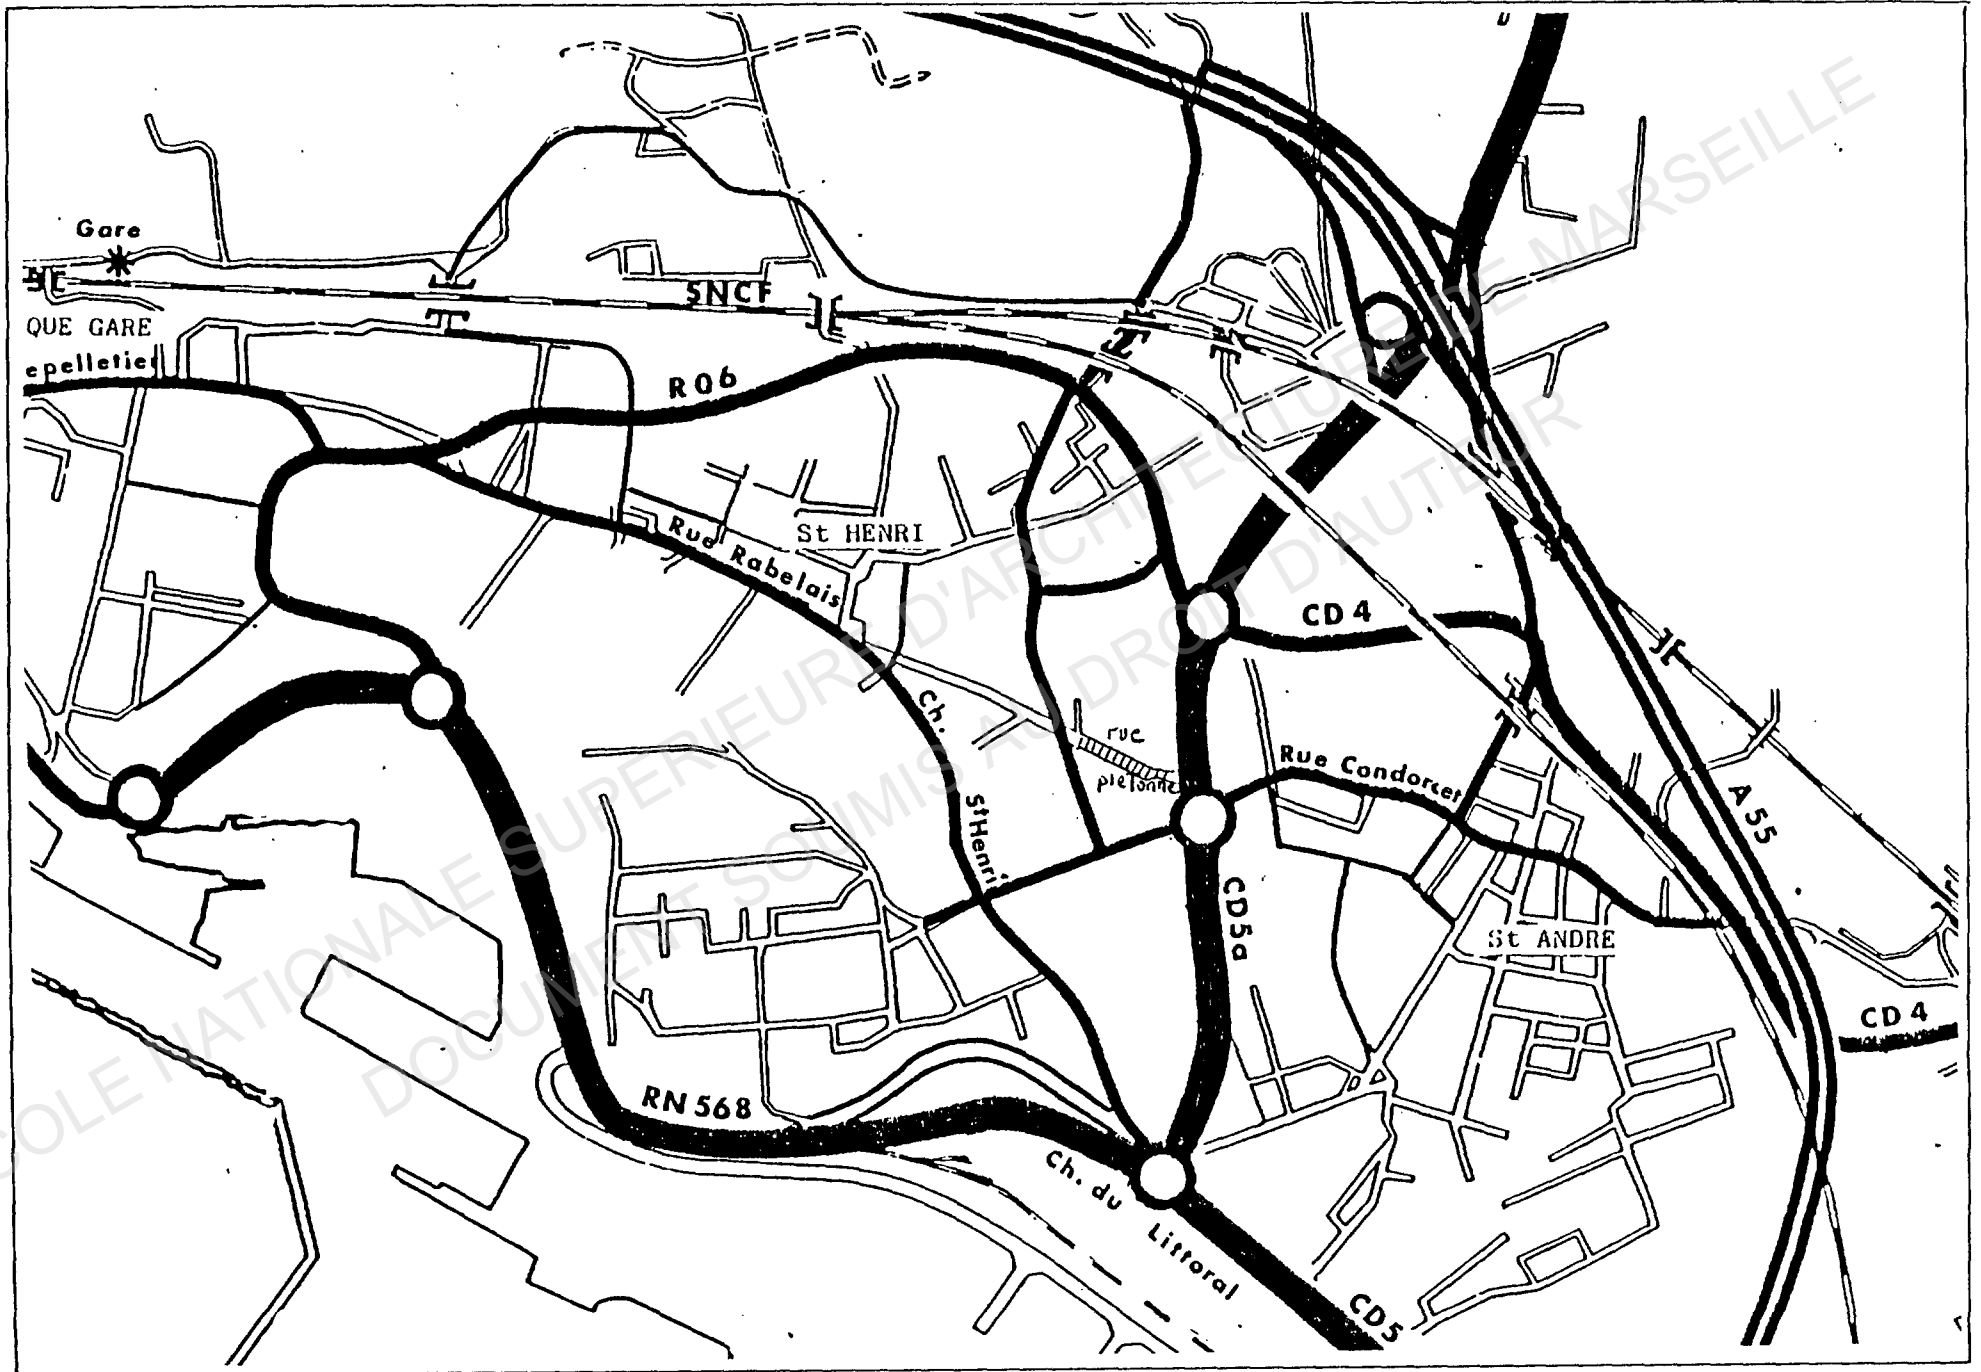 Gare
SNCF
QUE GARE
epelletier
R06
St HENRI
Rue Rabelais
CD 4
Ch. St Henri
rue
pietonne
Rue Condorcet
A 55
CD5a
St ANDRE
CD 4
RN 568
Ch. du Littoral
CD5
ECOLE NATIONALE SUPERIEURE D'ARCHITECTURE DE MARSEILLE
DOCUMENT SOUMIS AU DROIT D'AUTEUR